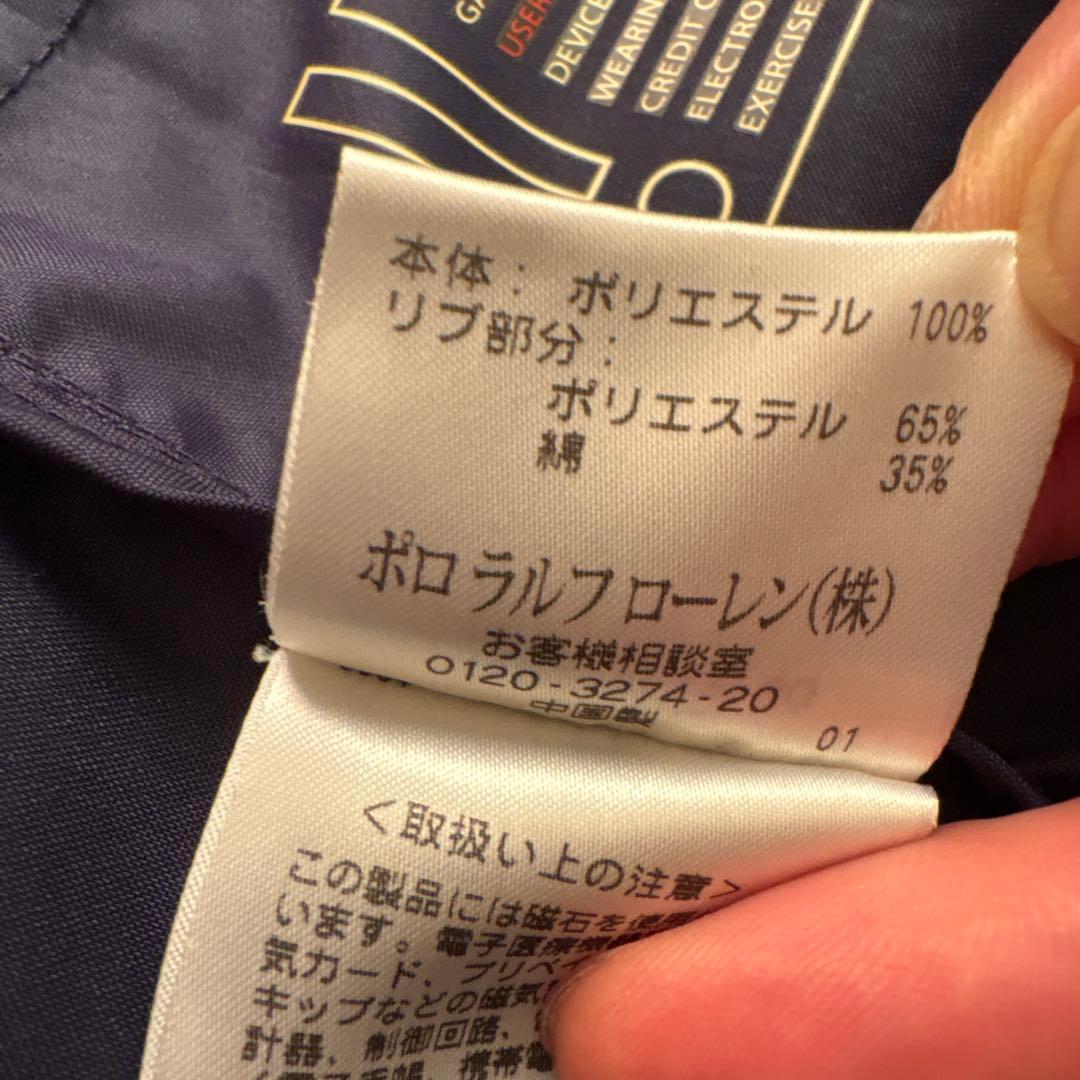 GA
USER
DEVICE
WEARIN
CREDIT C
ELECTRO
EXERCISE
本体： ポリエステル 100%
リブ部分：
ポリエステル 65%
綿 35%
ポロ ラルフ ローレン(株)
お客様相談室
0120-3274-20
中国製
01
＜取扱い上の注意＞
この製品には磁石を使用
います。電子医療機
気カード、プリペイ
キップなどの磁気
計器、制御回路、
携帯電